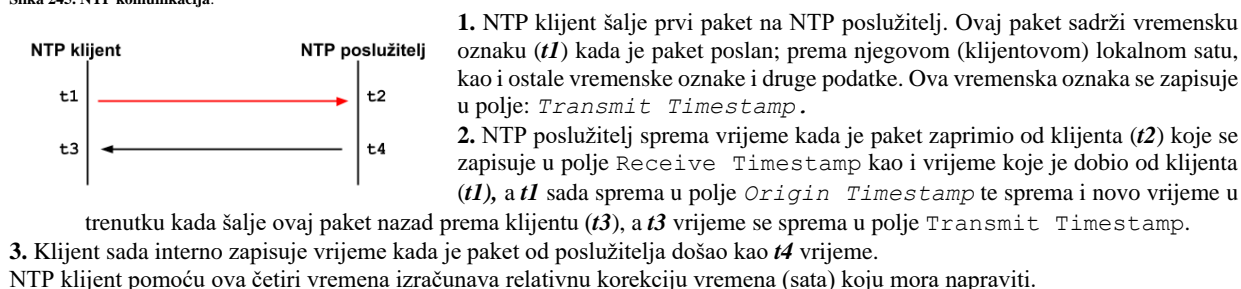 Slika 245. NTP komunikacija.
NTP klijent NTP poslužitelj
t1 t2
t3 t4
1. NTP klijent šalje prvi paket na NTP poslužitelj. Ovaj paket sadrži vremensku
oznaku (t1) kada je paket poslan; prema njegovom (klijentovom) lokalnom satu,
kao i ostale vremenske oznake i druge podatke. Ova vremenska oznaka se zapisuje
u polje: Transmit Timestamp.
2. NTP poslužitelj sprema vrijeme kada je paket zaprimio od klijenta (t2) koje se
zapisuje u polje Receive Timestamp kao i vrijeme koje je dobio od klijenta
(t1), a t1 sada sprema u polje Origin Timestamp te sprema i novo vrijeme u
trenutku kada šalje ovaj paket nazad prema klijentu (t3), a t3 vrijeme se sprema u polje Transmit Timestamp.
3. Klijent sada interno zapisuje vrijeme kada je paket od poslužitelja došao kao t4 vrijeme.
NTP klijent pomoću ova četiri vremena izračunava relativnu korekciju vremena (sata) koju mora napraviti.